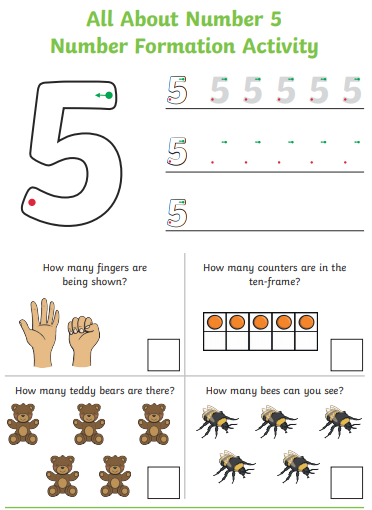 All About Number 5
Number Formation Activity
5
5 5 5 5 5 5
5
5
How many fingers are
being shown?
How many counters are in the
ten-frame?
How many teddy bears are there?
How many bees can you see?